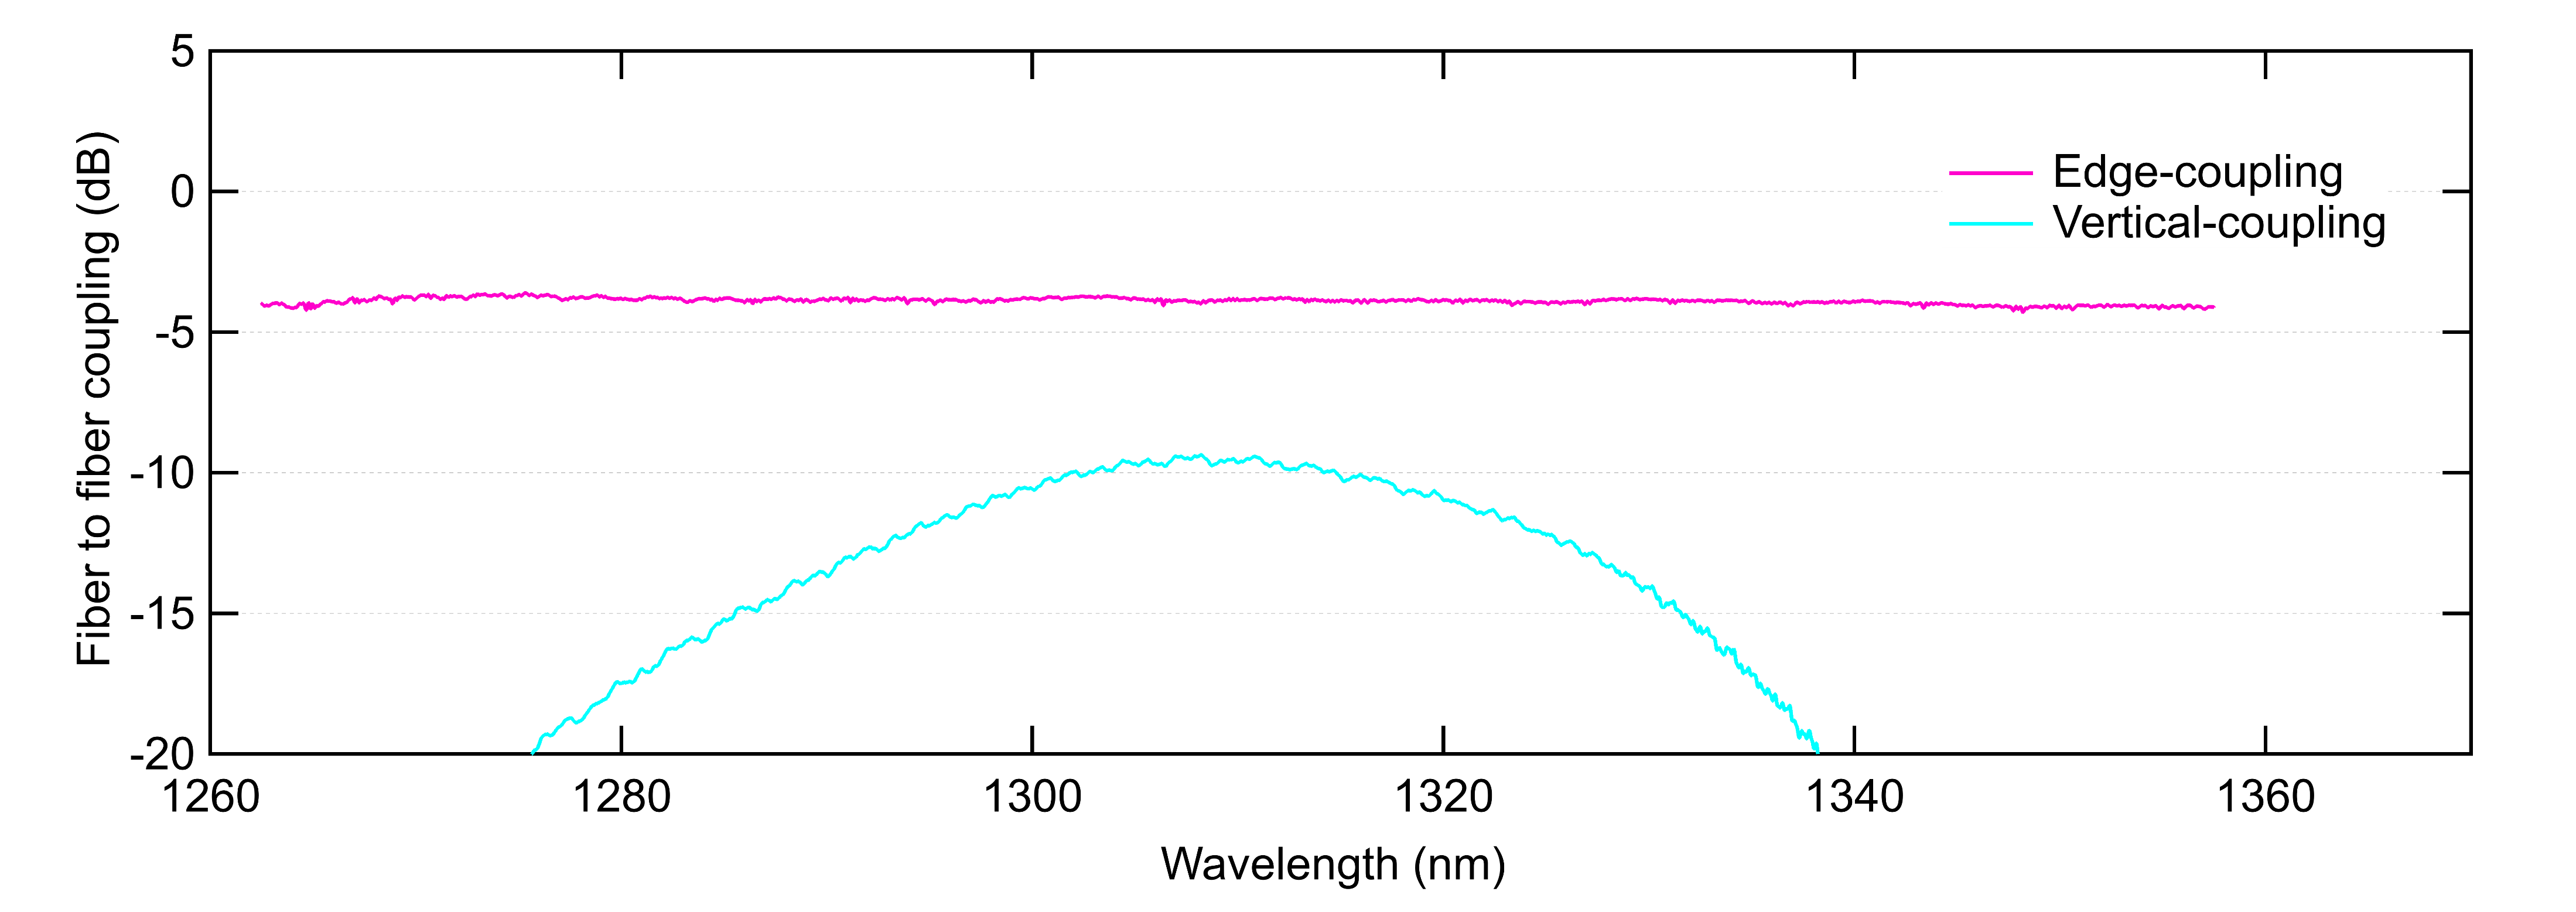 Fiber to fiber coupling (dB)
5
0
-5
-10
-15
-20
Edge-coupling
Vertical-coupling
1260 1280 1300 1320 1340 1360
Wavelength (nm)